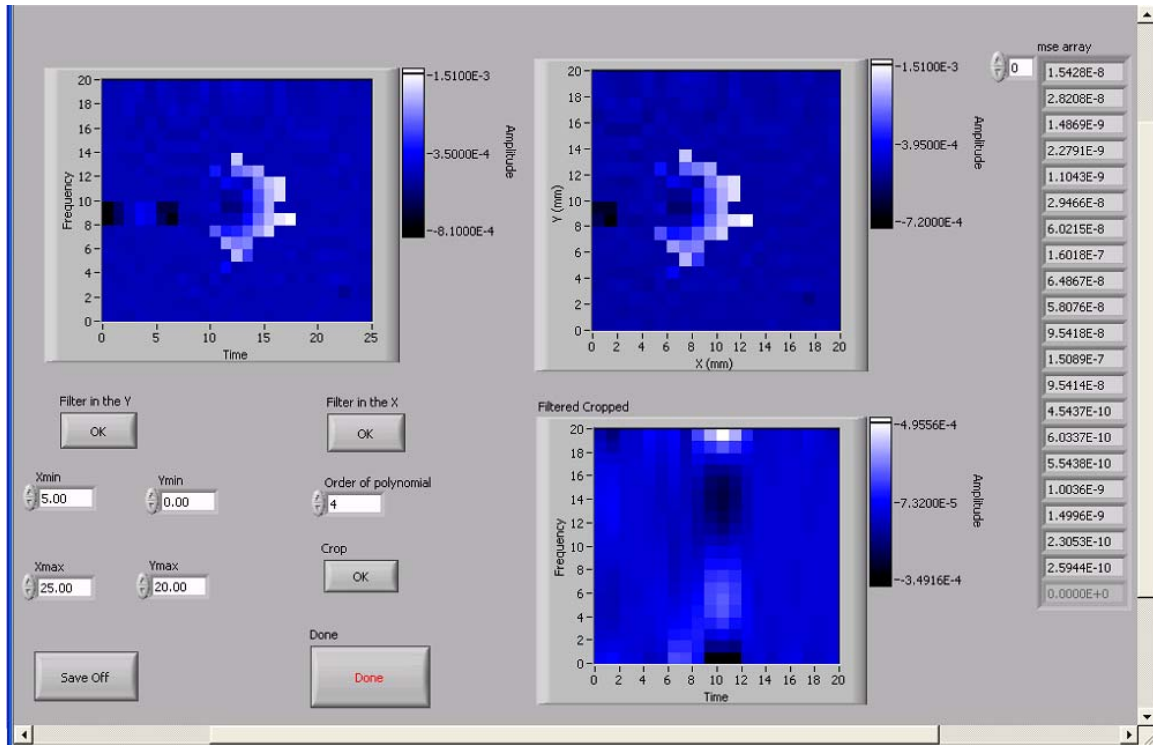 20
18
16
14
12
10
8
6
4
2
0
Frequency
0 5 10 15 20 25
Time
-1.5100E-3
-3.5000E-4
--8.1000E-4
Amplitude
20
18
16
14
12
10
8
6
4
2
0
Y (mm)
0 2 4 6 8 10 12 14 16 18 20
X (mm)
-1.5100E-3
-3.9500E-4
--7.2000E-4
Amplitude
mse array
0
1.5428E-8
2.8208E-8
1.4869E-9
2.2791E-9
1.1043E-9
2.9466E-8
6.0215E-8
1.6018E-7
6.4867E-8
5.8076E-8
9.5418E-8
1.5089E-7
9.5414E-8
4.5437E-10
6.0337E-10
5.5438E-10
1.0036E-9
1.4996E-9
2.3053E-10
2.5944E-10
0.0000E+0
Filter in the Y
OK
Filter in the X
OK
Xmin
5.00
Ymin
0.00
Order of polynomial
4
Xmax
25.00
Ymax
20.00
Crop
OK
Save Off
Done
Done
Filtered Cropped
20
18
16
14
12
10
8
6
4
2
0
Frequency
0 2 4 6 8 10 12 14 16 18 20
Time
-4.9556E-4
-7.3200E-5
--3.4916E-4
Amplitude